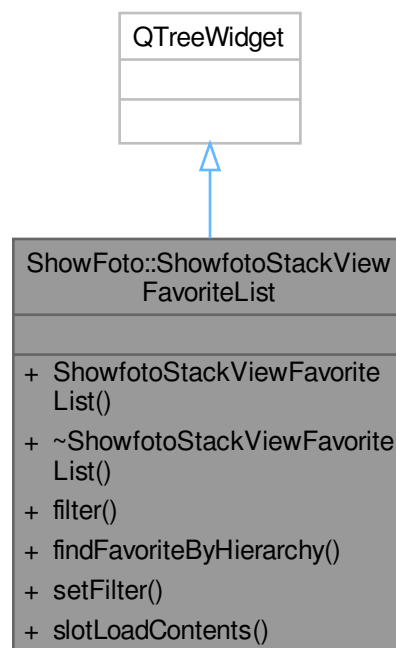 QTreeWidget
ShowFoto::ShowfotoStackView
FavoriteList
+ ShowfotoStackViewFavorite
List()
+ ~ShowfotoStackViewFavorite
List()
+ filter()
+ findFavoriteByHierarchy()
+ setFilter()
+ slotLoadContents()